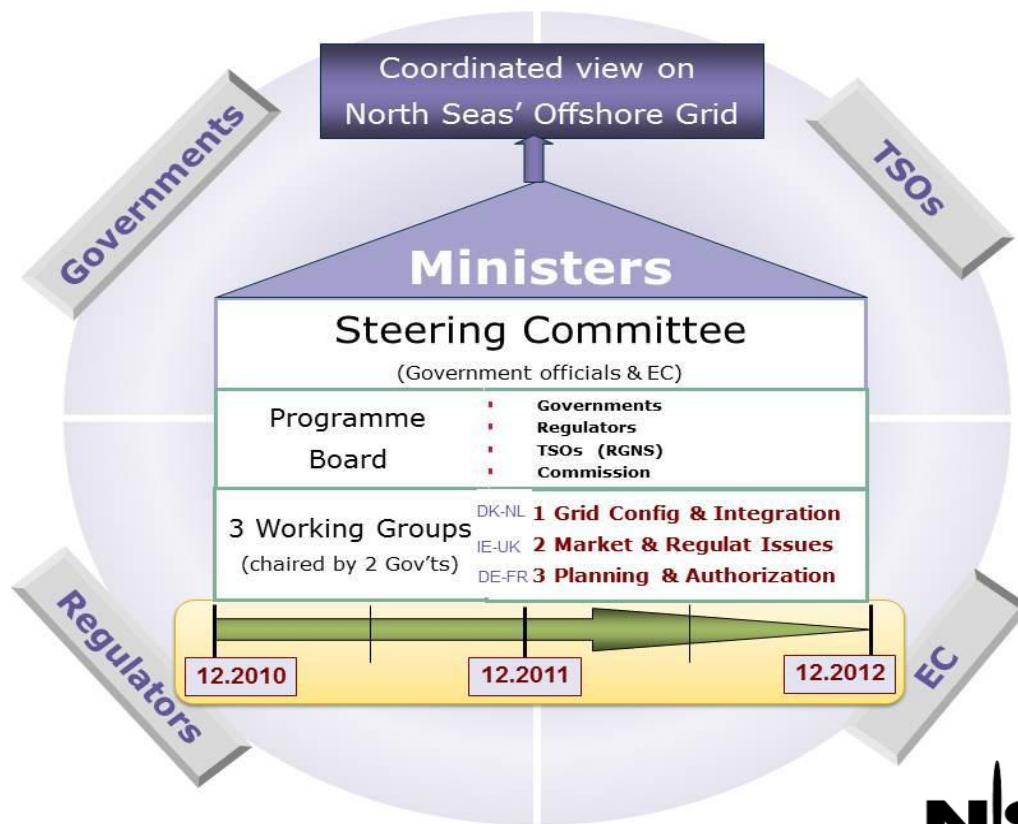 Coordinated view on
North Seas' Offshore Grid
Governments
TSOs
Ministers
Steering Committee
(Government officials & EC)
Programme
Board
Governments
Regulators
TSOs (RGNS)
Commission
3 Working Groups
(chaired by 2 Gov'ts)
DK-NL 1 Grid Config & Integration
IE-UK 2 Market & Regulat Issues
DE-FR 3 Planning & Authorization
Regulators
EC
12.2010
12.2011
12.2012